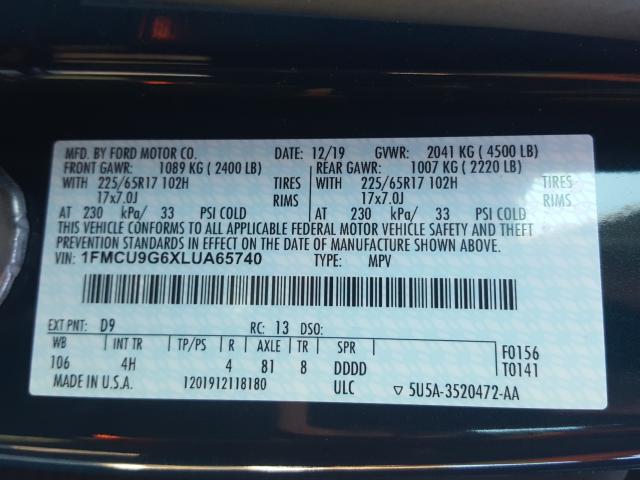 MFD. BY FORD MOTOR CO. DATE: 12/19 GVWR: 2041 KG ( 4500 LB)
FRONT GAWR: 1089 KG ( 2400 LB) REAR GAWR: 1007 KG ( 2220 LB)
WITH 225/65R17 102H TIRES WITH 225/65R17 102H TIRES
17x7.0J RIMS 17x7.0J RIMS
AT 230 kPa/ 33 PSI COLD AT 230 kPa/ 33 PSI COLD
THIS VEHICLE CONFORMS TO ALL APPLICABLE FEDERAL MOTOR VEHICLE SAFETY AND BUMPER STANDARDS AND THEFT
PREVENTION STANDARD IN EFFECT ON THE DATE OF MANUFACTURE SHOWN ABOVE.
VIN: 1FMCU9G6XLUA65740 TYPE: MPV
EXT PNT: D9 RC: 13 DSO:
WB INT TR TP/PS R AXLE TR SPR F0156
106 4H 4 81 8 DDDD T0141
MADE IN U.S.A. 1201912118180 ULC ▽ 5U5A-3520472-AA